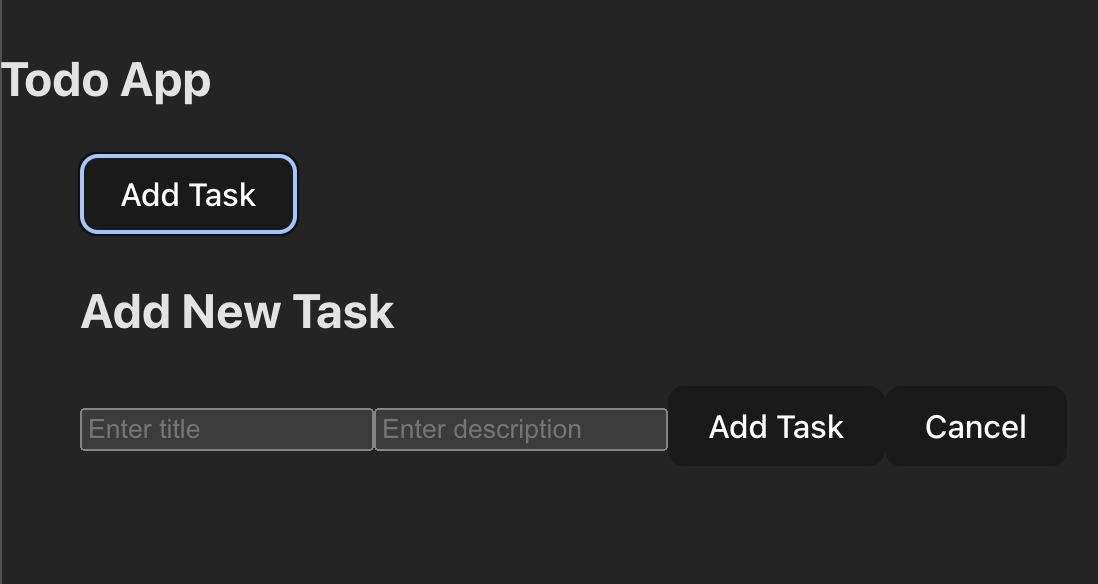 Todo App
Add Task
Add New Task
Enter title Enter description Add Task Cancel